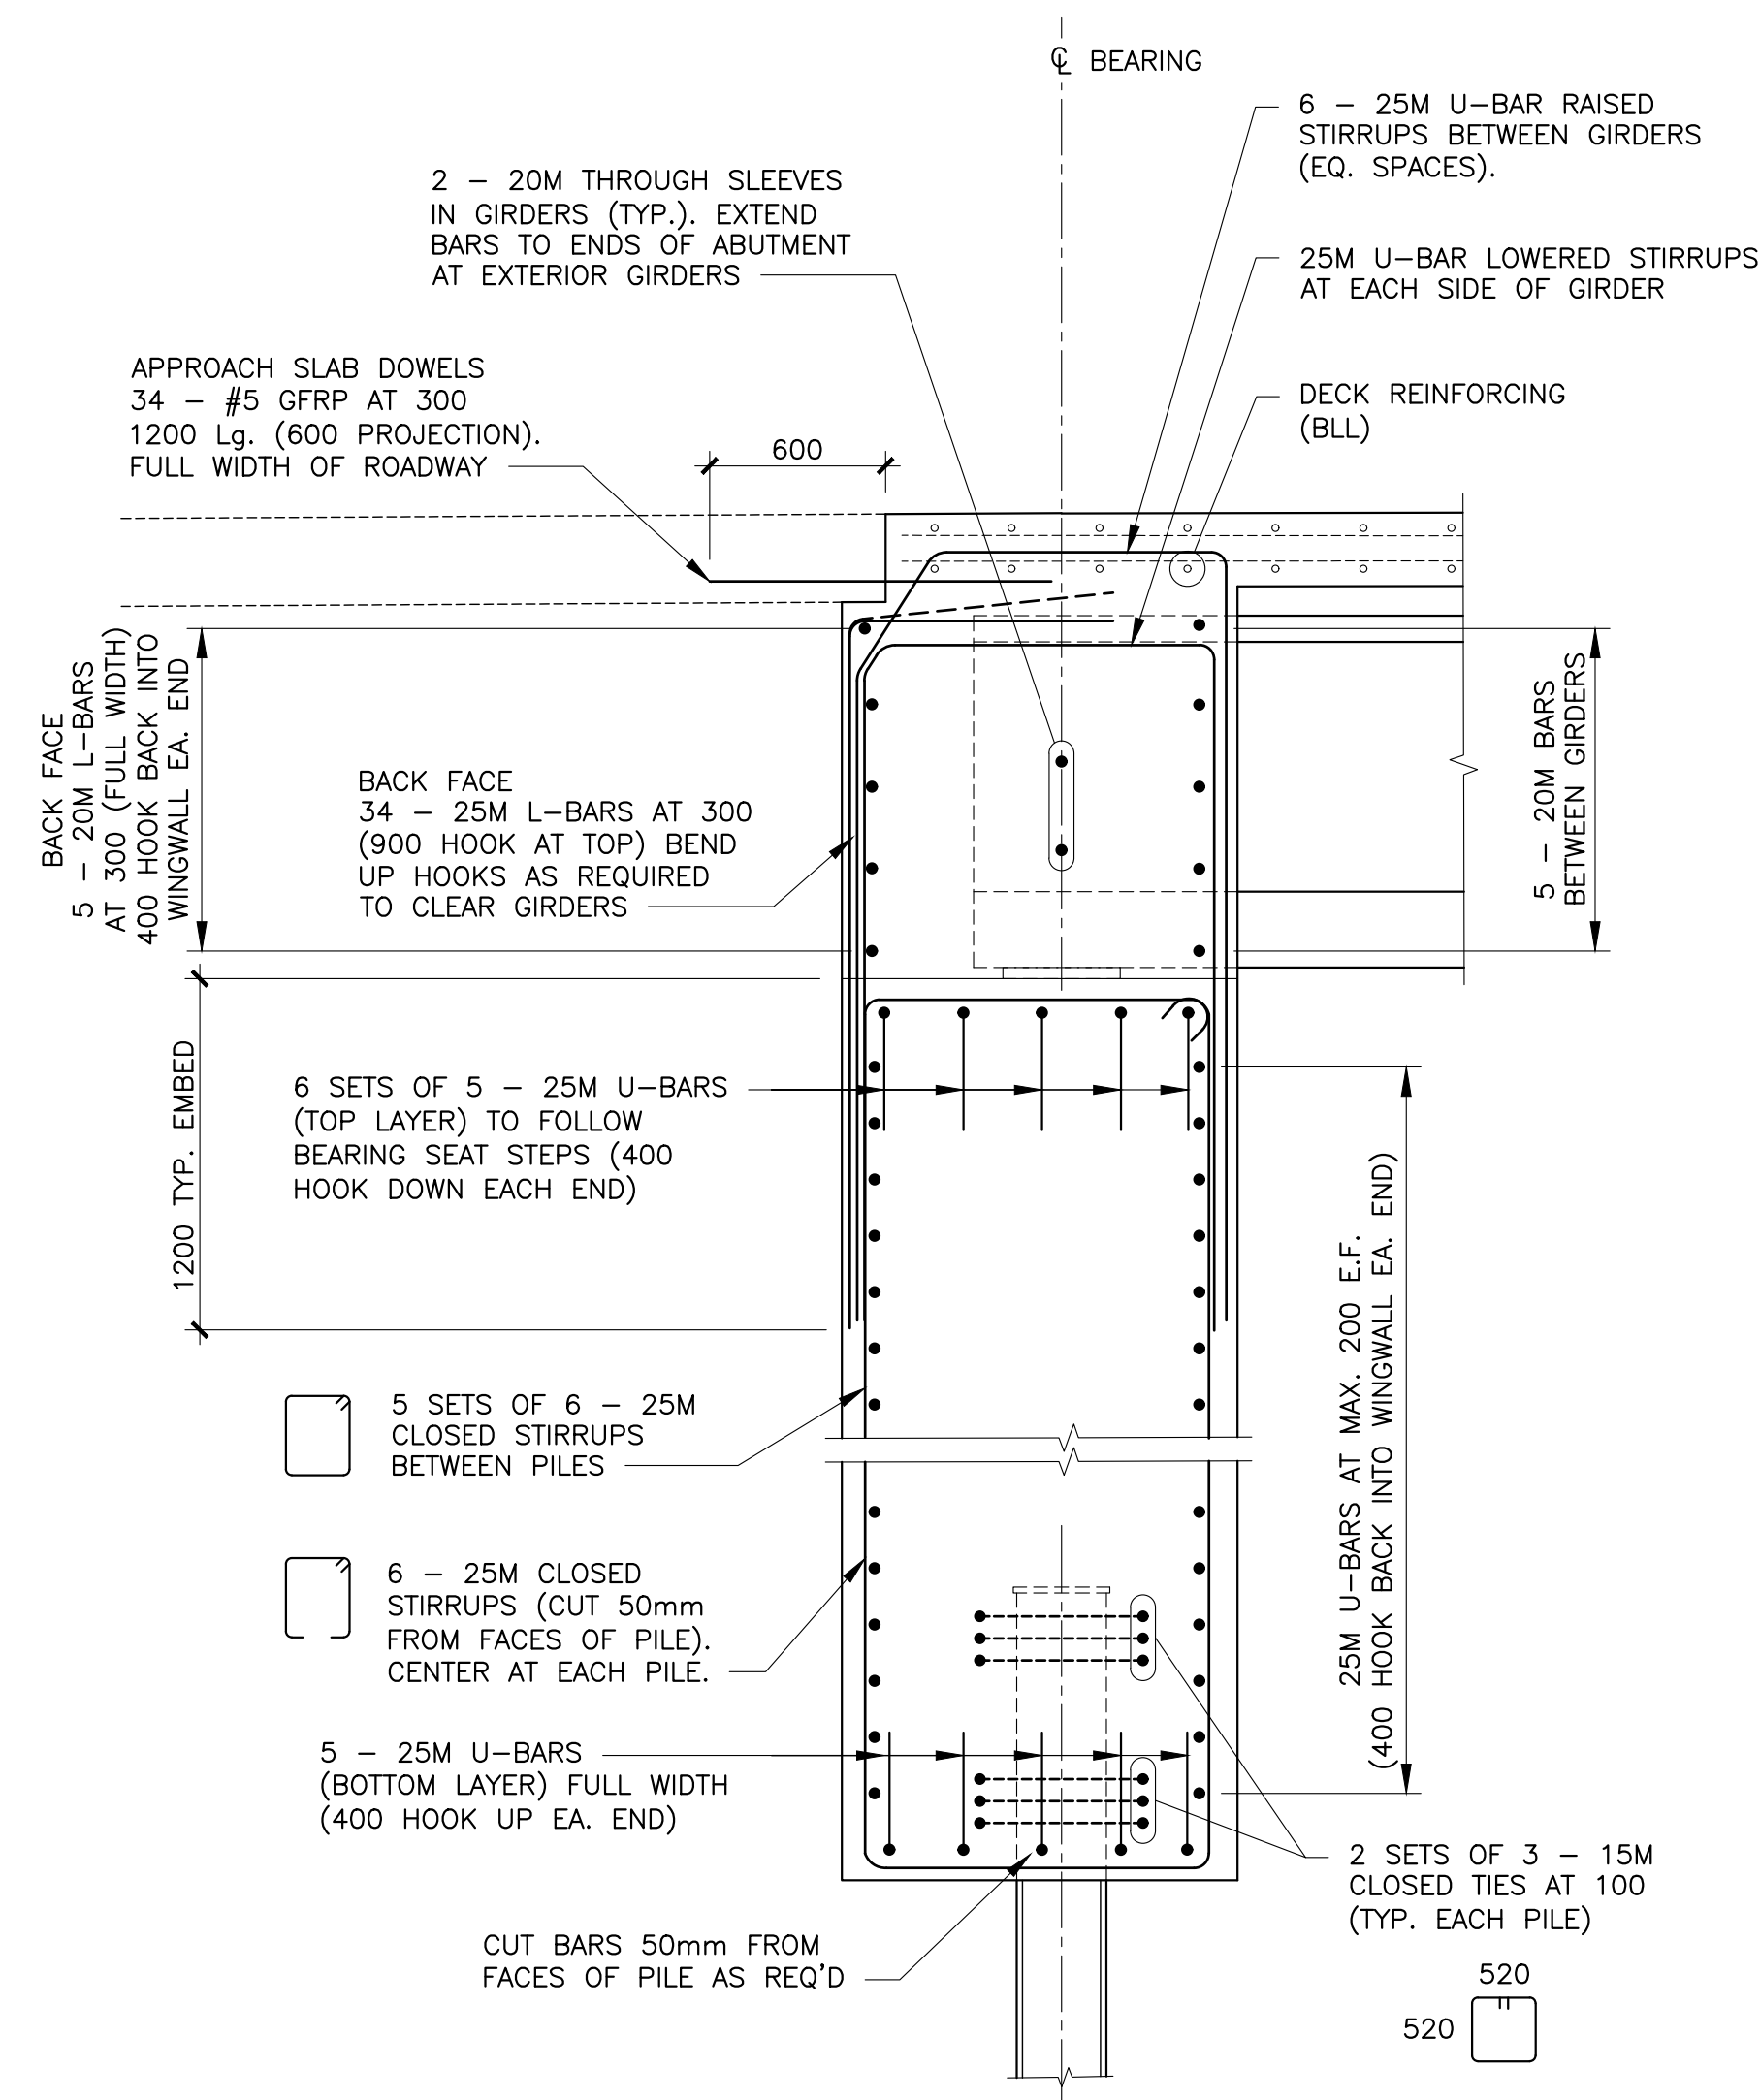 ℄ BEARING
6 – 25M U–BAR RAISED
STIRRUPS BETWEEN GIRDERS
(EQ. SPACES).
2 – 20M THROUGH SLEEVES
IN GIRDERS (TYP.). EXTEND
BARS TO ENDS OF ABUTMENT
AT EXTERIOR GIRDERS
25M U–BAR LOWERED STIRRUPS
AT EACH SIDE OF GIRDER
APPROACH SLAB DOWELS
34 – #5 GFRP AT 300
1200 Lg. (600 PROJECTION).
FULL WIDTH OF ROADWAY
600
DECK REINFORCING
(BLL)
BACK FACE
5 – 20M L–BARS
AT 300 (FULL WIDTH)
400 HOOK BACK INTO
WINGWALL EA. END
BACK FACE
34 – 25M L–BARS AT 300
(900 HOOK AT TOP) BEND
UP HOOKS AS REQUIRED
TO CLEAR GIRDERS
5 – 20M BARS
BETWEEN GIRDERS
1200 TYP. EMBED
6 SETS OF 5 – 25M U–BARS
(TOP LAYER) TO FOLLOW
BEARING SEAT STEPS (400
HOOK DOWN EACH END)
25M U–BARS AT MAX. 200 E.F.
(400 HOOK BACK INTO WINGWALL EA. END)
5 SETS OF 6 – 25M
CLOSED STIRRUPS
BETWEEN PILES
6 – 25M CLOSED
STIRRUPS (CUT 50mm
FROM FACES OF PILE).
CENTER AT EACH PILE.
5 – 25M U–BARS
(BOTTOM LAYER) FULL WIDTH
(400 HOOK UP EA. END)
2 SETS OF 3 – 15M
CLOSED TIES AT 100
(TYP. EACH PILE)
CUT BARS 50mm FROM
FACES OF PILE AS REQ'D
520
520